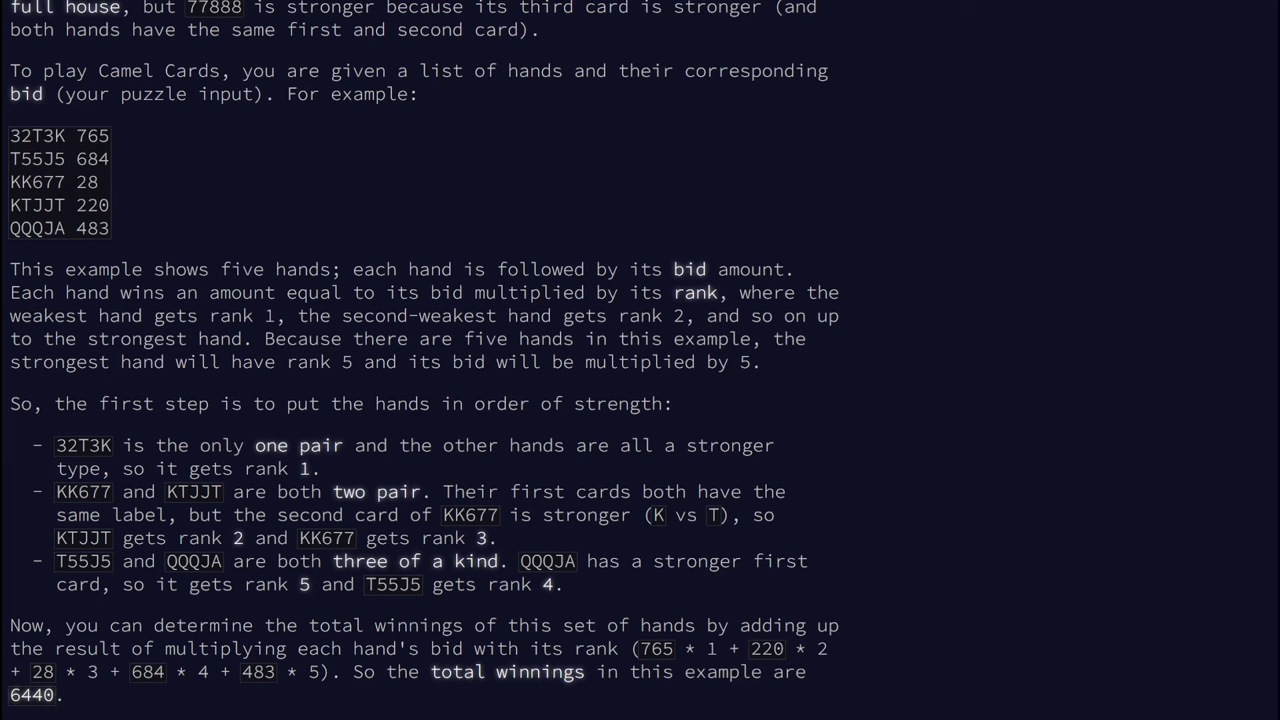 full house, but 77888 is stronger because its third card is stronger (and
both hands have the same first and second card).
To play Camel Cards, you are given a list of hands and their corresponding
bid (your puzzle input). For example:
32T3K 765
T55J5 684
KK677 28
KTJJT 220
QQQJA 483
This example shows five hands; each hand is followed by its bid amount.
Each hand wins an amount equal to its bid multiplied by its rank, where the
weakest hand gets rank 1, the second-weakest hand gets rank 2, and so on up
to the strongest hand. Because there are five hands in this example, the
strongest hand will have rank 5 and its bid will be multiplied by 5.
So, the first step is to put the hands in order of strength:
- 32T3K is the only one pair and the other hands are all a stronger
type, so it gets rank 1.
- KK677 and KTJJT are both two pair. Their first cards both have the
same label, but the second card of KK677 is stronger (K vs T), so
KTJJT gets rank 2 and KK677 gets rank 3.
- T55J5 and QQQJA are both three of a kind. QQQJA has a stronger first
card, so it gets rank 5 and T55J5 gets rank 4.
Now, you can determine the total winnings of this set of hands by adding up
the result of multiplying each hand's bid with its rank (765 * 1 + 220 * 2
+ 28 * 3 + 684 * 4 + 483 * 5). So the total winnings in this example are
6440.